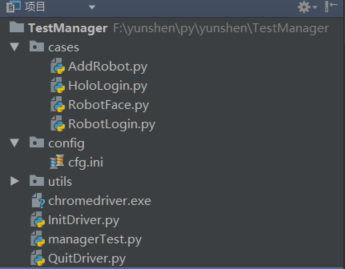 项目
TestManager F:\yunshen\py\yunshen\TestManager
cases
AddRobot.py
HoloLogin.py
RobotFace.py
RobotLogin.py
config
cfg.ini
utils
chromedriver.exe
InitDriver.py
managerTest.py
QuitDriver.py